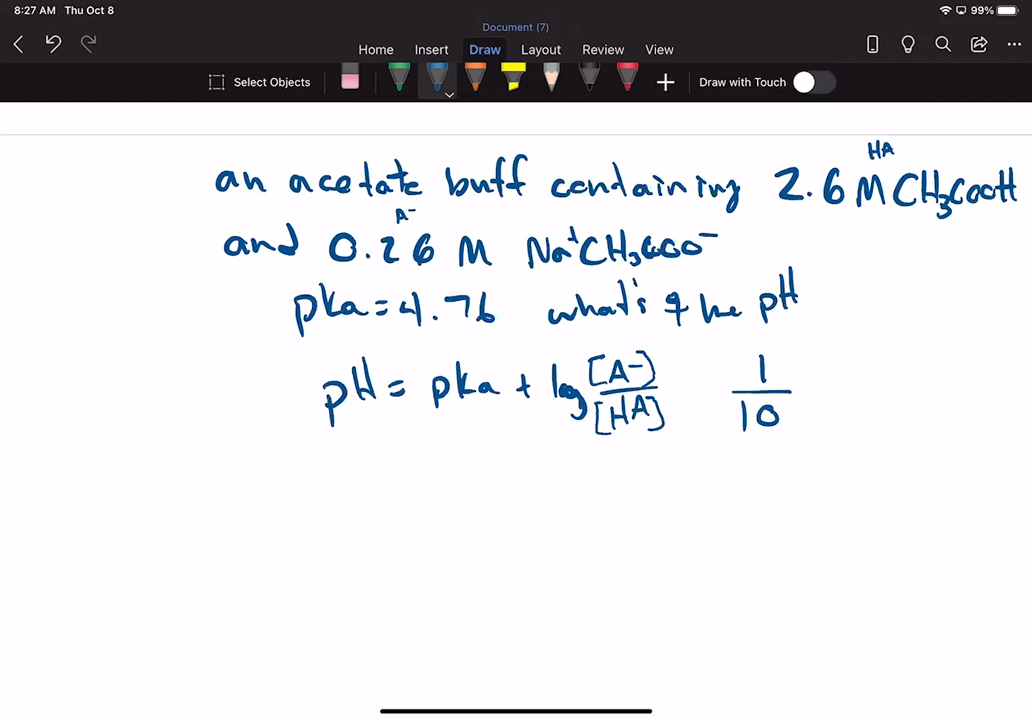 8:27 AM Thu Oct 8
99%
Document (7)
Home Insert Draw Layout Review View
Select Objects
Draw with Touch
HA
an acetate buff containing 2.6 M CH₃COOH
A⁻
and 0.26 M Na⁺CH₃COO⁻
pka = 4.76 what's the pH
pH = pka + log [A-]/[HA] 1/10